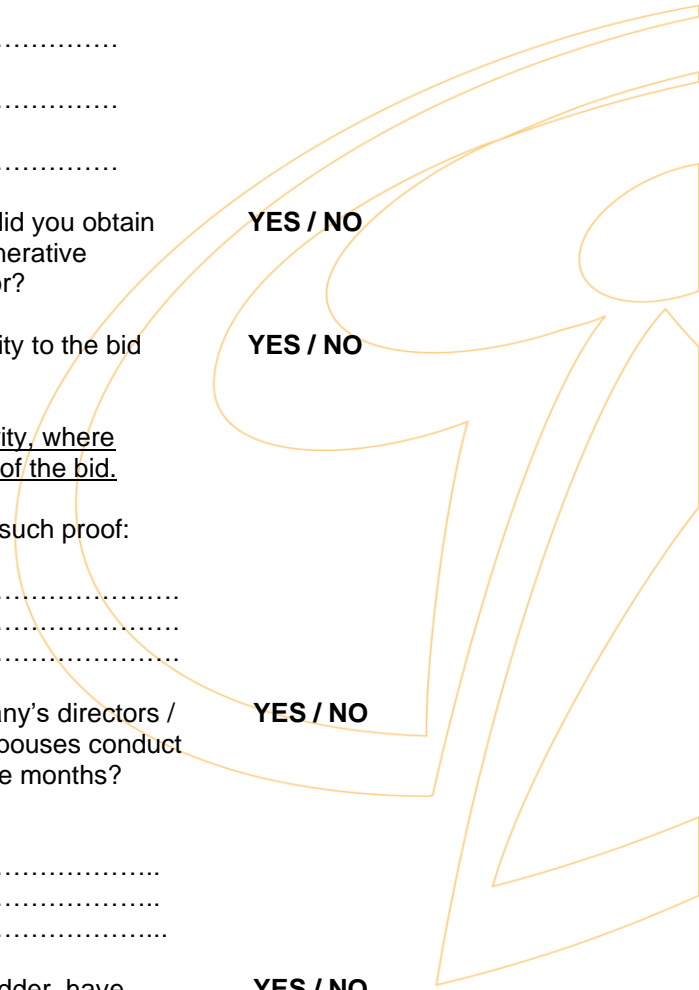 ……………
……………
……………
did you obtain YES / NO
nerative
or?
ity to the bid YES / NO
ity, where
of the bid.
such proof:
………………….
………………….
………………….
any’s directors / YES / NO
pouses conduct
e months?
………………..
………………..
………………...
dder, have YES / NO